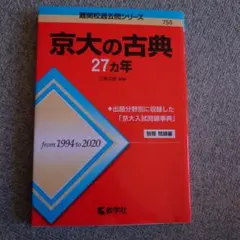 難関校過去問シリーズ
756
京大の古典
27ヵ年
from 1994 to 2020
●出題分野別に収録した
「京大入試問題事典」
別冊 問題編
教学社